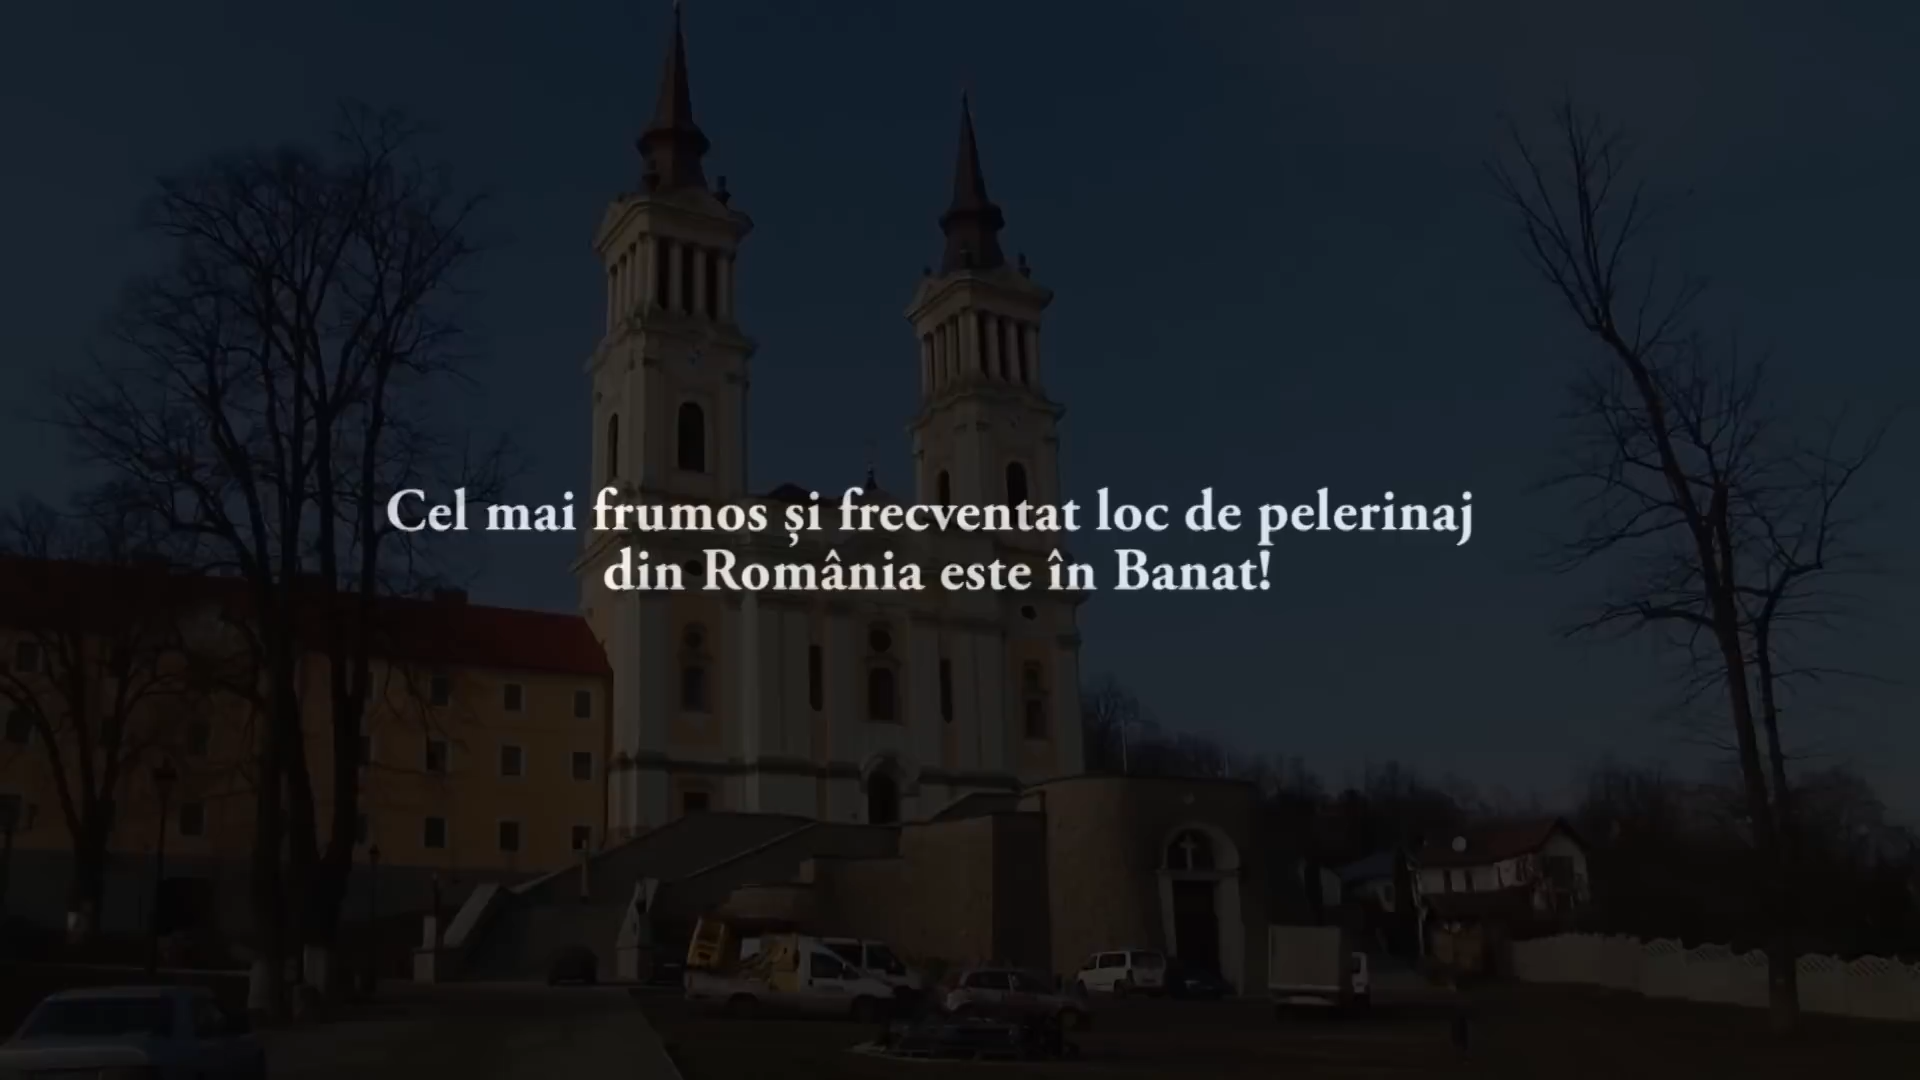 Cel mai frumos și frecventat loc de pelerinaj
din România este în Banat!